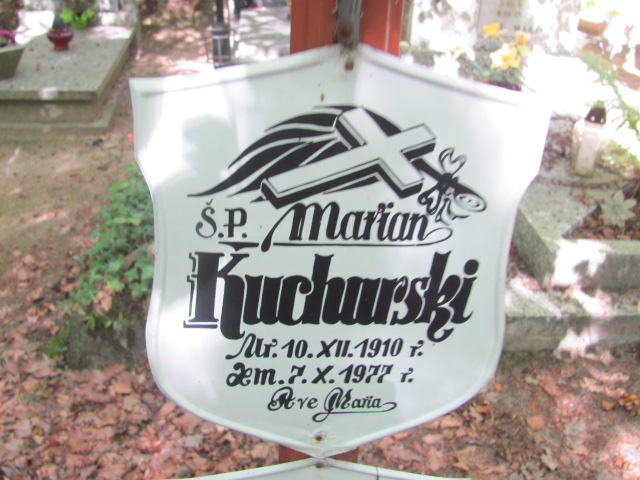 Ś.P. Marian
Kucharski
Ur. 10.XII.1910 r.
Zm. 7.X.1977 r.
Ave Maria